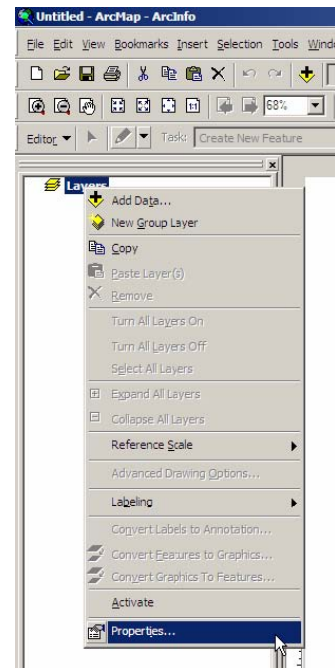 Untitled - ArcMap - ArcInfo
File Edit View Bookmarks Insert Selection Tools
68%
Editor Task: Create New Feature
Layers
Add Data...
New Group Layer
Copy
Paste Layer(s)
Remove
Turn All Layers On
Turn All Layers Off
Select All Layers
Expand All Layers
Collapse All Layers
Reference Scale
Advanced Drawing Options...
Labeling
Convert Labels to Annotation...
Convert Features to Graphics...
Convert Graphics To Features...
Activate
Properties...